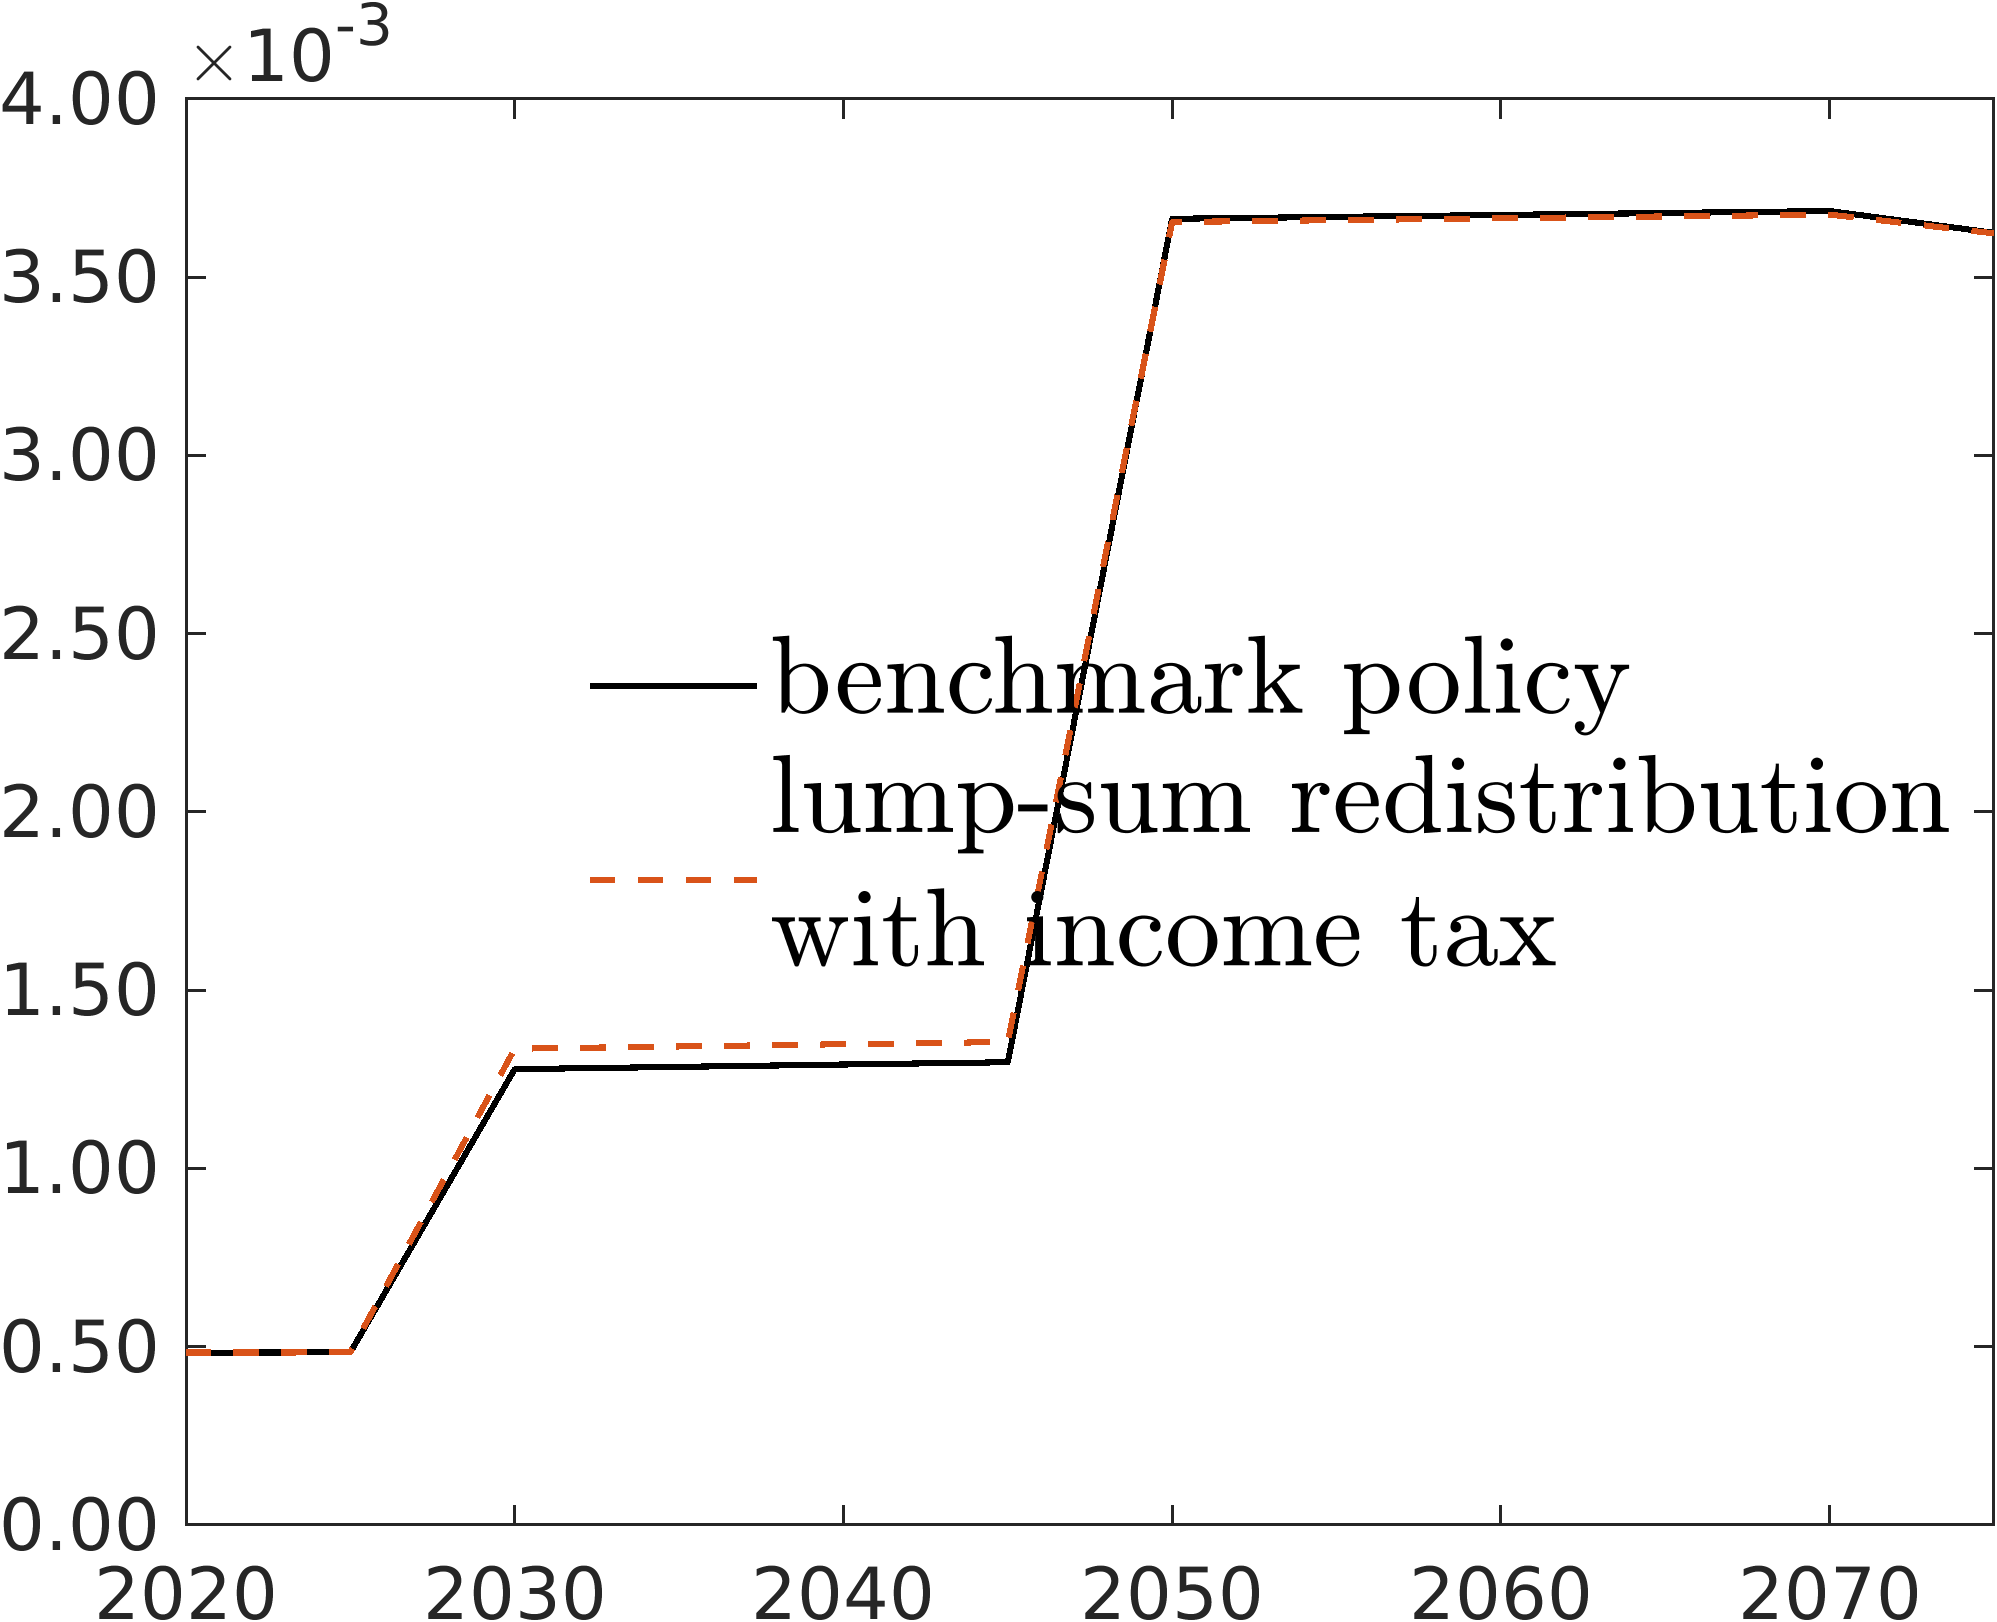 ×10-3
4.00
3.50
3.00
2.50
2.00
1.50
1.00
0.50
0.00
benchmark policy
lump-sum redistribution
with income tax
2020 2030 2040 2050 2060 2070